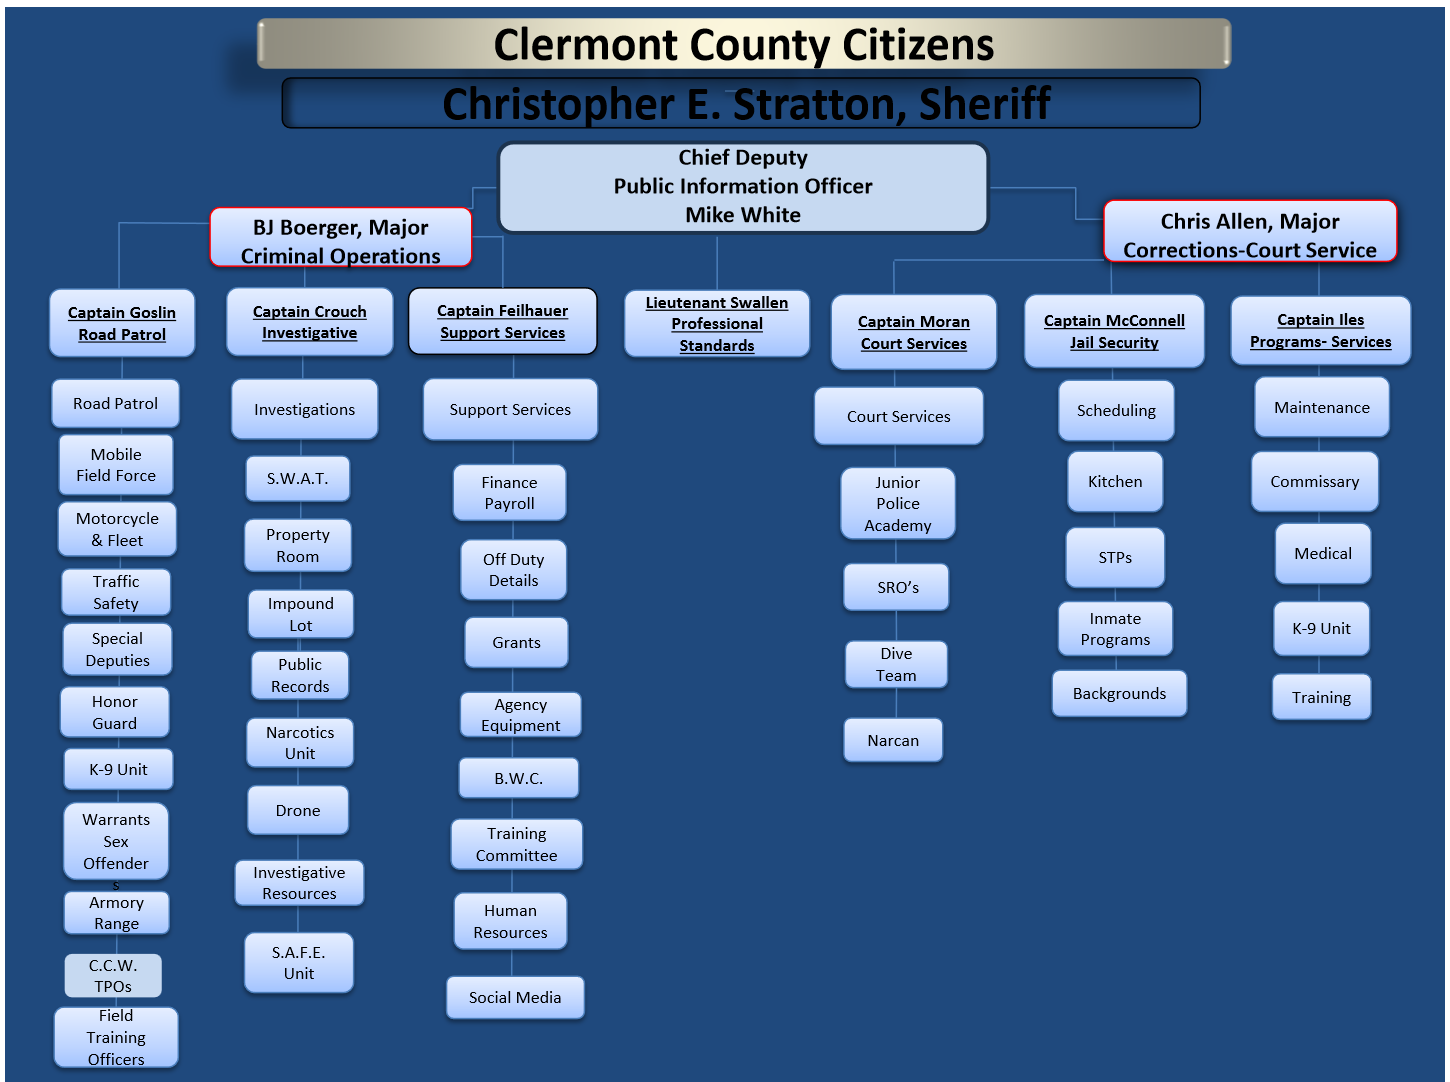 Clermont County Citizens
Christopher E. Stratton, Sheriff
Chief Deputy
Public Information Officer
Mike White
BJ Boerger, Major
Criminal Operations
Chris Allen, Major
Corrections-Court Service
Captain Goslin
Road Patrol
Road Patrol
Mobile
Field Force
Motorcycle
& Fleet
Traffic
Safety
Special
Deputies
Honor
Guard
K-9 Unit
Warrants
Sex
Offender
s
Armory
Range
C.C.W.
TPOs
Field
Training
Officers
Captain Crouch
Investigative
Investigations
S.W.A.T.
Property
Room
Impound
Lot
Public
Records
Narcotics
Unit
Drone
Investigative
Resources
S.A.F.E.
Unit
Captain Feilhauer
Support Services
Support Services
Finance
Payroll
Off Duty
Details
Grants
Agency
Equipment
B.W.C.
Training
Committee
Human
Resources
Social Media
Lieutenant Swallen
Professional
Standards
Captain Moran
Court Services
Court Services
Junior
Police
Academy
SRO’s
Dive
Team
Narcan
Captain McConnell
Jail Security
Scheduling
Kitchen
STPs
Inmate
Programs
Backgrounds
Captain Iles
Programs- Services
Maintenance
Commissary
Medical
K-9 Unit
Training